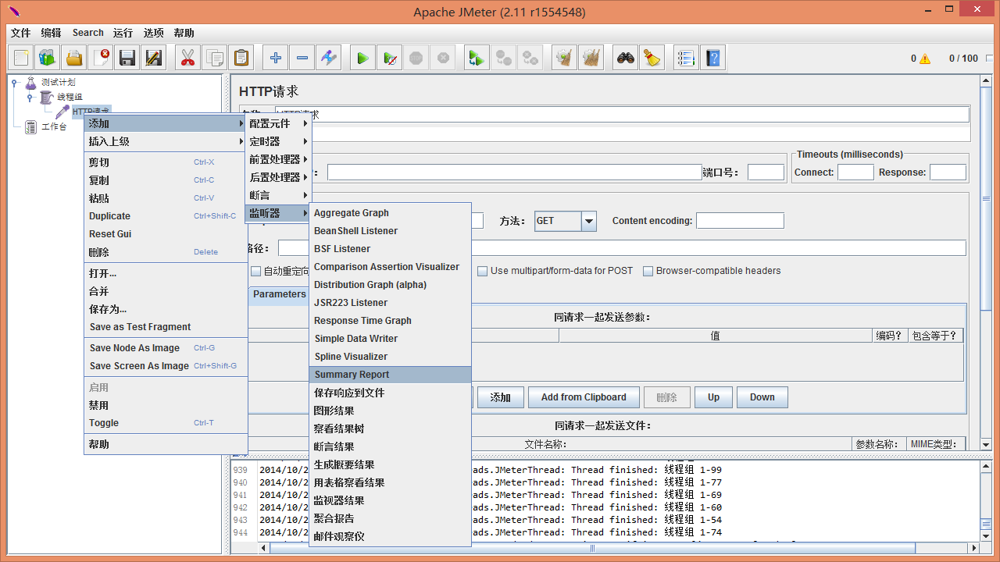 Apache JMeter (2.11 r1554548)
文件 编辑 Search 运行 选项 帮助
0 0 / 100
测试计划
线程组
HTTP请求
工作台
添加
插入上级
剪切 Ctrl-X
复制 Ctrl-C
粘贴 Ctrl-V
Duplicate Ctrl+Shift-C
Reset Gui
删除 Delete
打开...
合并
保存为...
Save as Test Fragment
Save Node As Image Ctrl-G
Save Screen As Image Ctrl+Shift-G
启用
禁用
Toggle Ctrl-T
帮助
配置元件
定时器
前置处理器
后置处理器
断言
监听器
Aggregate Graph
BeanShell Listener
BSF Listener
Comparison Assertion Visualizer
Distribution Graph (alpha)
JSR223 Listener
Response Time Graph
Simple Data Writer
Spline Visualizer
Summary Report
保存响应到文件
图形结果
察看结果树
断言结果
生成概要结果
用表格察看结果
监视器结果
聚合报告
邮件观察仪
HTTP请求
HTTP请求
端口号:
Timeouts (milliseconds)
Connect: Response:
方法: GET Content encoding:
路径:
自动重定向 Use multipart/form-data for POST Browser-compatible headers
Parameters
同请求一起发送参数:
值 编码? 包含等于?
添加 Add from Clipboard 删除 Up Down
同请求一起发送文件:
文件名称: 参数名称: MIME类型:
939 2014/10/2 eads.JMeterThread: Thread finished: 线程组 1-99
940 2014/10/2 eads.JMeterThread: Thread finished: 线程组 1-77
941 2014/10/2 eads.JMeterThread: Thread finished: 线程组 1-69
942 2014/10/2 eads.JMeterThread: Thread finished: 线程组 1-60
943 2014/10/2 eads.JMeterThread: Thread finished: 线程组 1-54
944 2014/10/2 eads.JMeterThread: Thread finished: 线程组 1-74